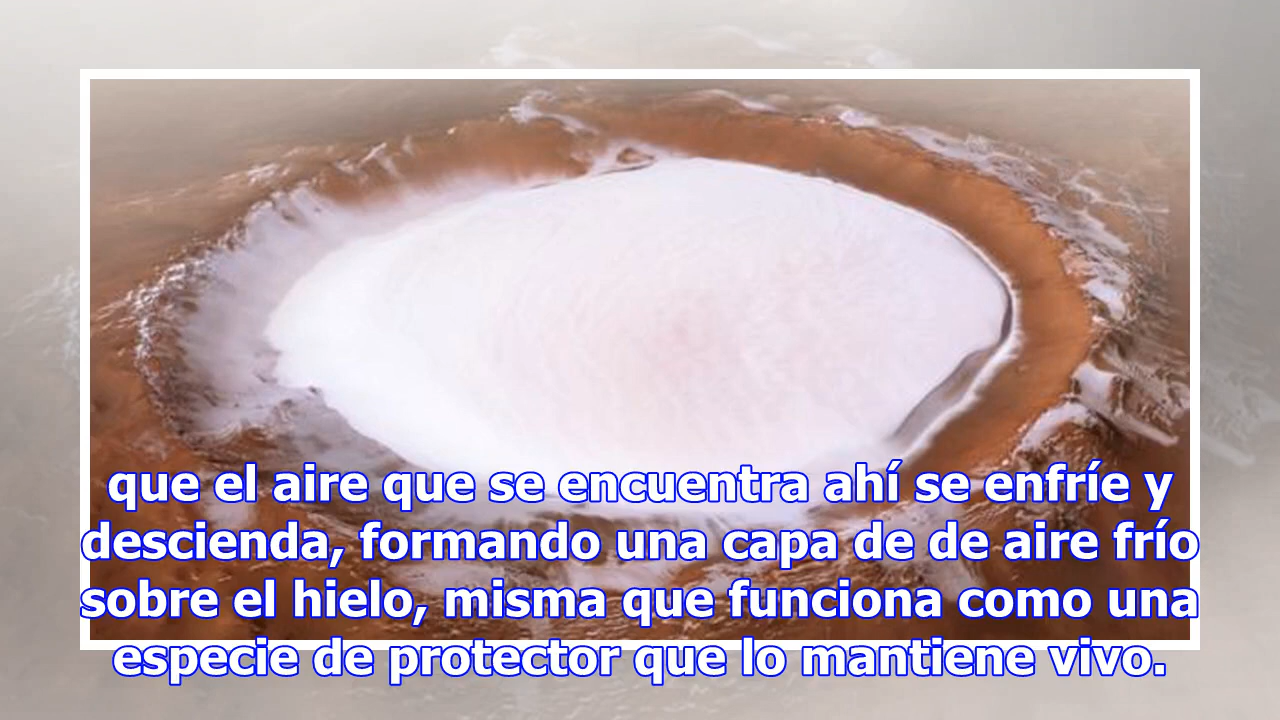 que el aire que se encuentra ahí se enfríe y
descienda, formando una capa de de aire frío
sobre el hielo, misma que funciona como una
especie de protector que lo mantiene vivo.